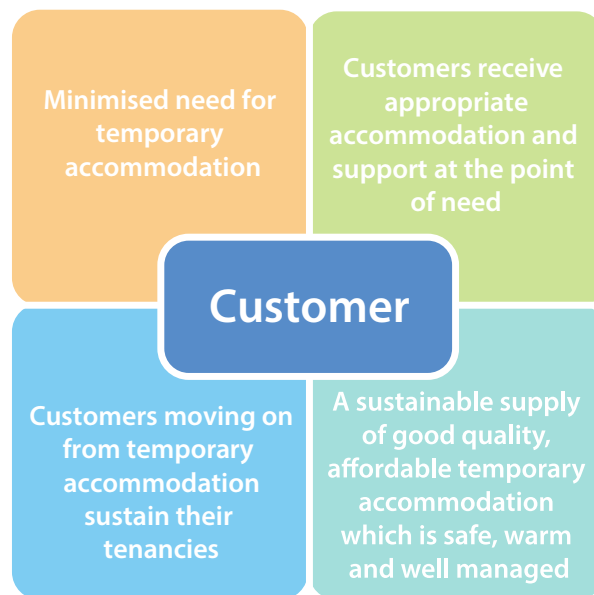 Minimised need for
temporary
accommodation
Customers receive
appropriate
accommodation and
support at the point
of need
Customer
Customers moving on
from temporary
accommodation
sustain their
tenancies
A sustainable supply
of good quality,
affordable temporary
accommodation
which is safe, warm
and well managed